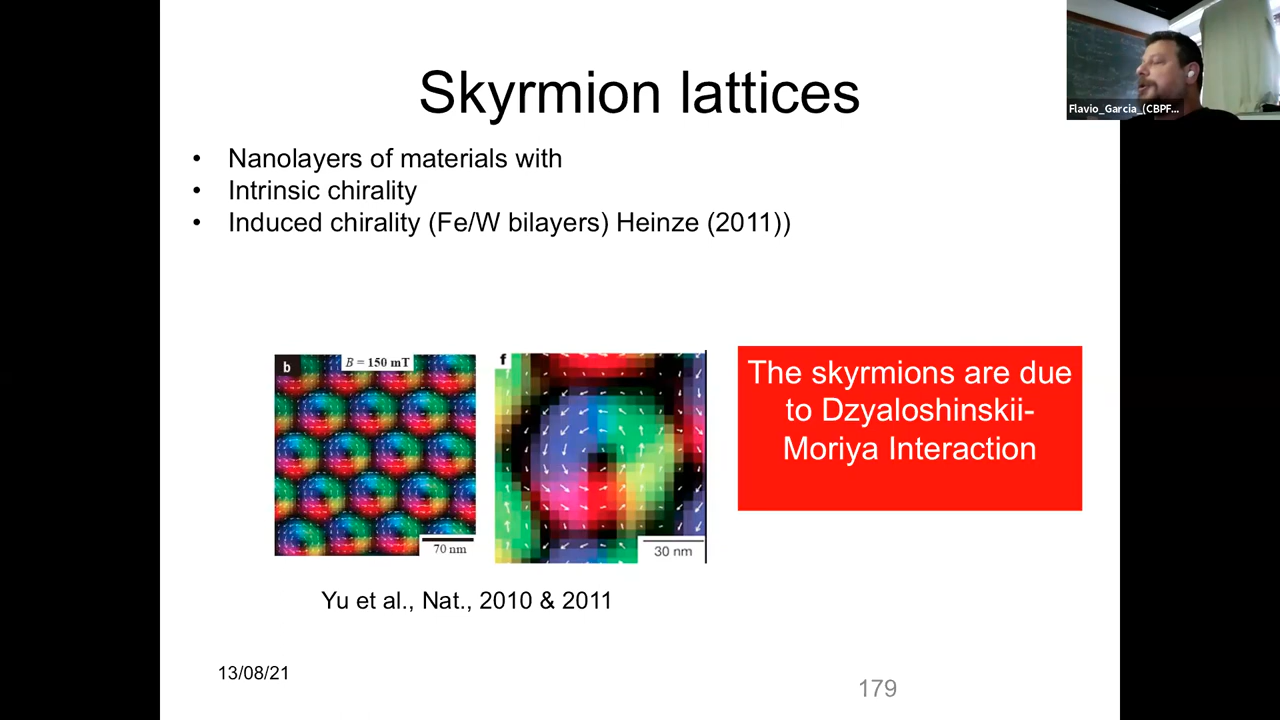 Skyrmion lattices
Flavio_Garcia_(CBPF...
• Nanolayers of materials with
• Intrinsic chirality
• Induced chirality (Fe/W bilayers) Heinze (2011))
b
B = 150 mT
70 nm
f
30 nm
The skyrmions are due
to Dzyaloshinskii-
Moriya Interaction
Yu et al., Nat., 2010 & 2011
13/08/21
179